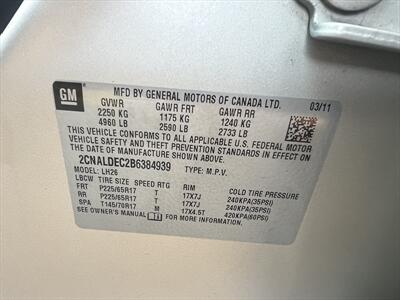 GM
MFD BY GENERAL MOTORS OF CANADA LTD.
GVWR GAWR FRT GAWR RR 03/11
2250 KG 1175 KG 1240 KG
4960 LB 2590 LB 2733 LB
THIS VEHICLE CONFORMS TO ALL APPLICABLE U.S. FEDERAL MOTOR
VEHICLE SAFETY AND THEFT PREVENTION STANDARDS IN EFFECT ON
THE DATE OF MANUFACTURE SHOWN ABOVE.
2CNALDEC2B6384939 TYPE: M.P.V.
MODEL: LH26
LBCW TIRE SIZE SPEED RTG RIM COLD TIRE PRESSURE
FRT P225/65R17 T 17X7J 240KPA(35PSI)
RR P225/65R17 T 17X7J 240KPA(35PSI)
SPA T145/70R17 M 17X4.5T 420KPA(60PSI)
SEE OWNER'S MANUAL FOR MORE INFORMATION.